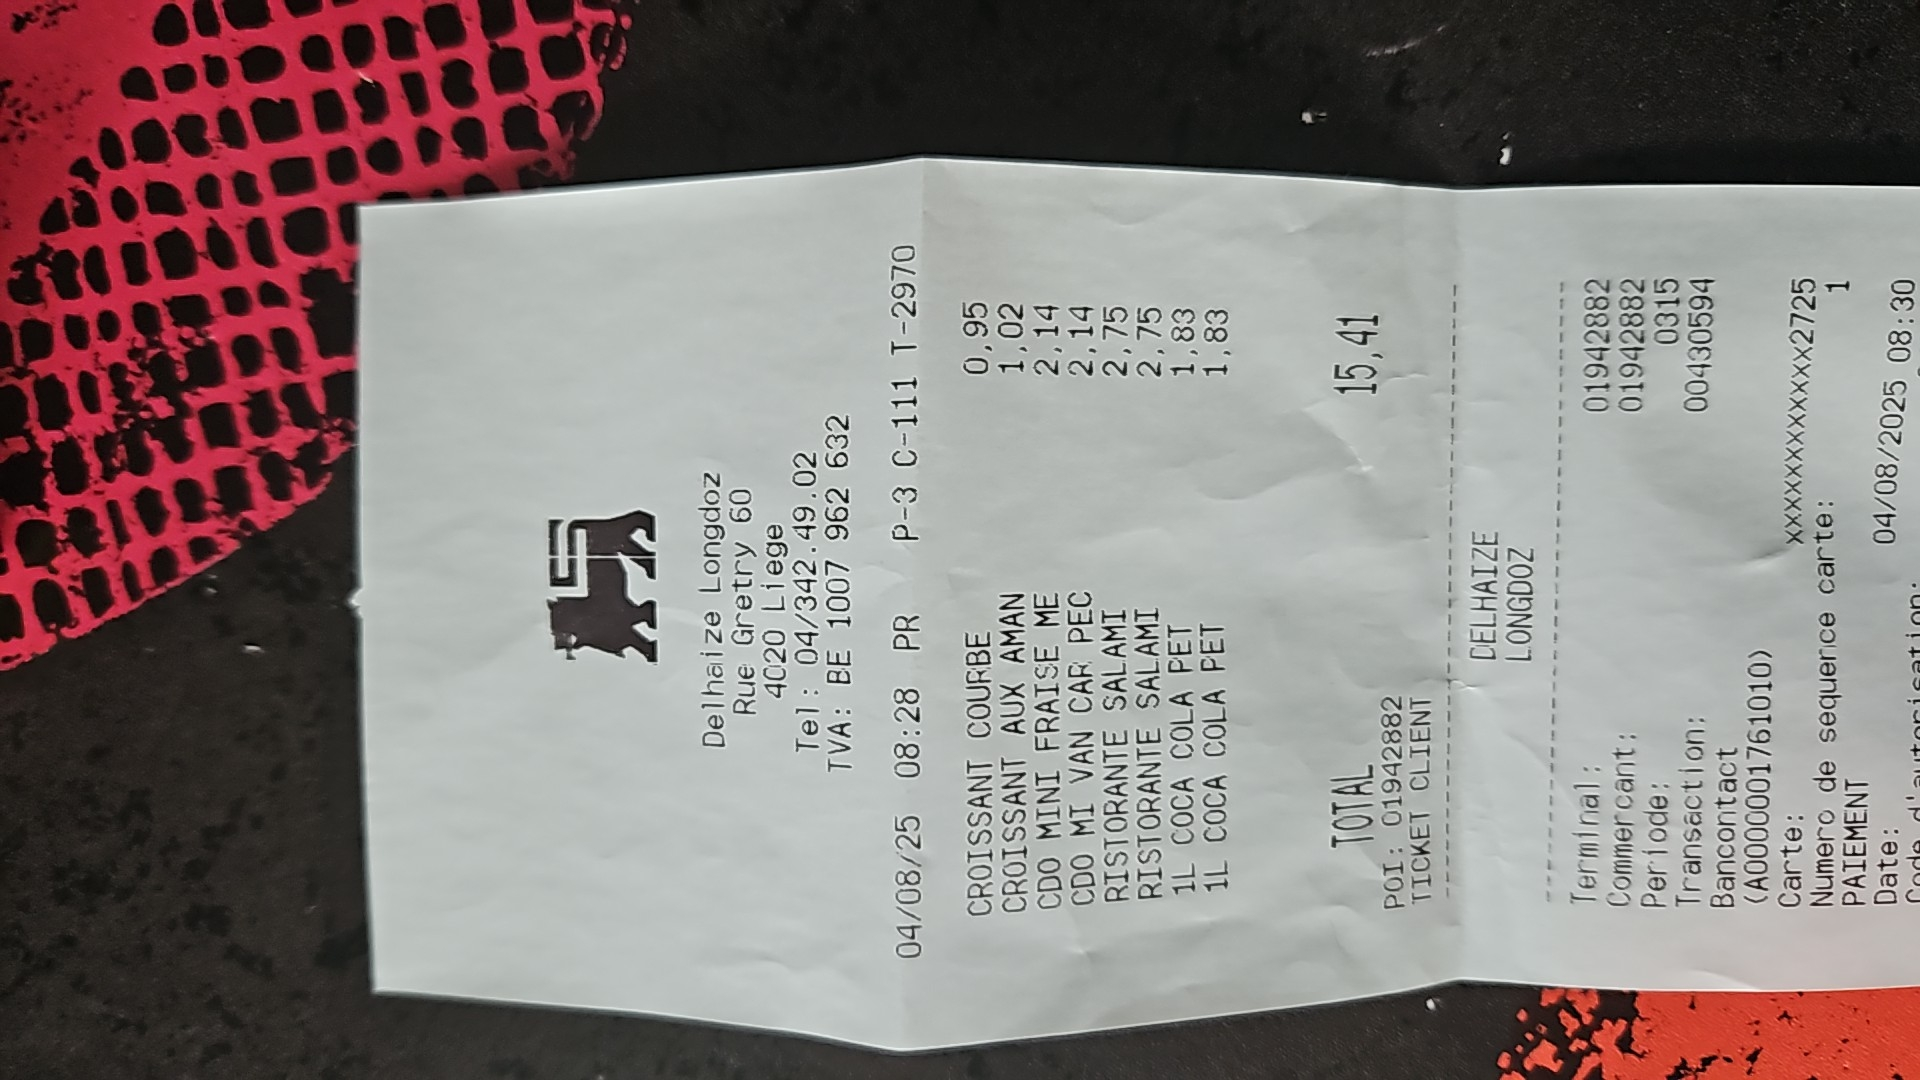 Delhaize Longdoz
Rue Gretry 60
4020 Liege
Tel : 04/342.49.02
TVA: BE 1007 962 632
04/08/25 08:28 PR P-3 C-111 T-2970
CROISSANT COURBE 0,95
CROISSANT AUX AMAN 1,02
CDO MINI FRAISE ME 2,14
CDO MI VAN CAR PEC 2,14
RISTORANTE SALAMI 2,75
RISTORANTE SALAMI 2,75
1L COCA COLA PET 1,83
1L COCA COLA PET 1,83
TOTAL 15,41
POI: 01942882
TICKET CLIENT
DELHAIZE
LONGDOZ
Terminal: 01942882
Commercant: 01942882
Periode: 0315
Transaction: 00430594
Bancontact
(A0000001761010)
Carte: xxxxxxxxxxxxxxx2725
Numero de sequence carte: 1
PAIEMENT
Date: 04/08/2025 08:30
Code d'autorisation: